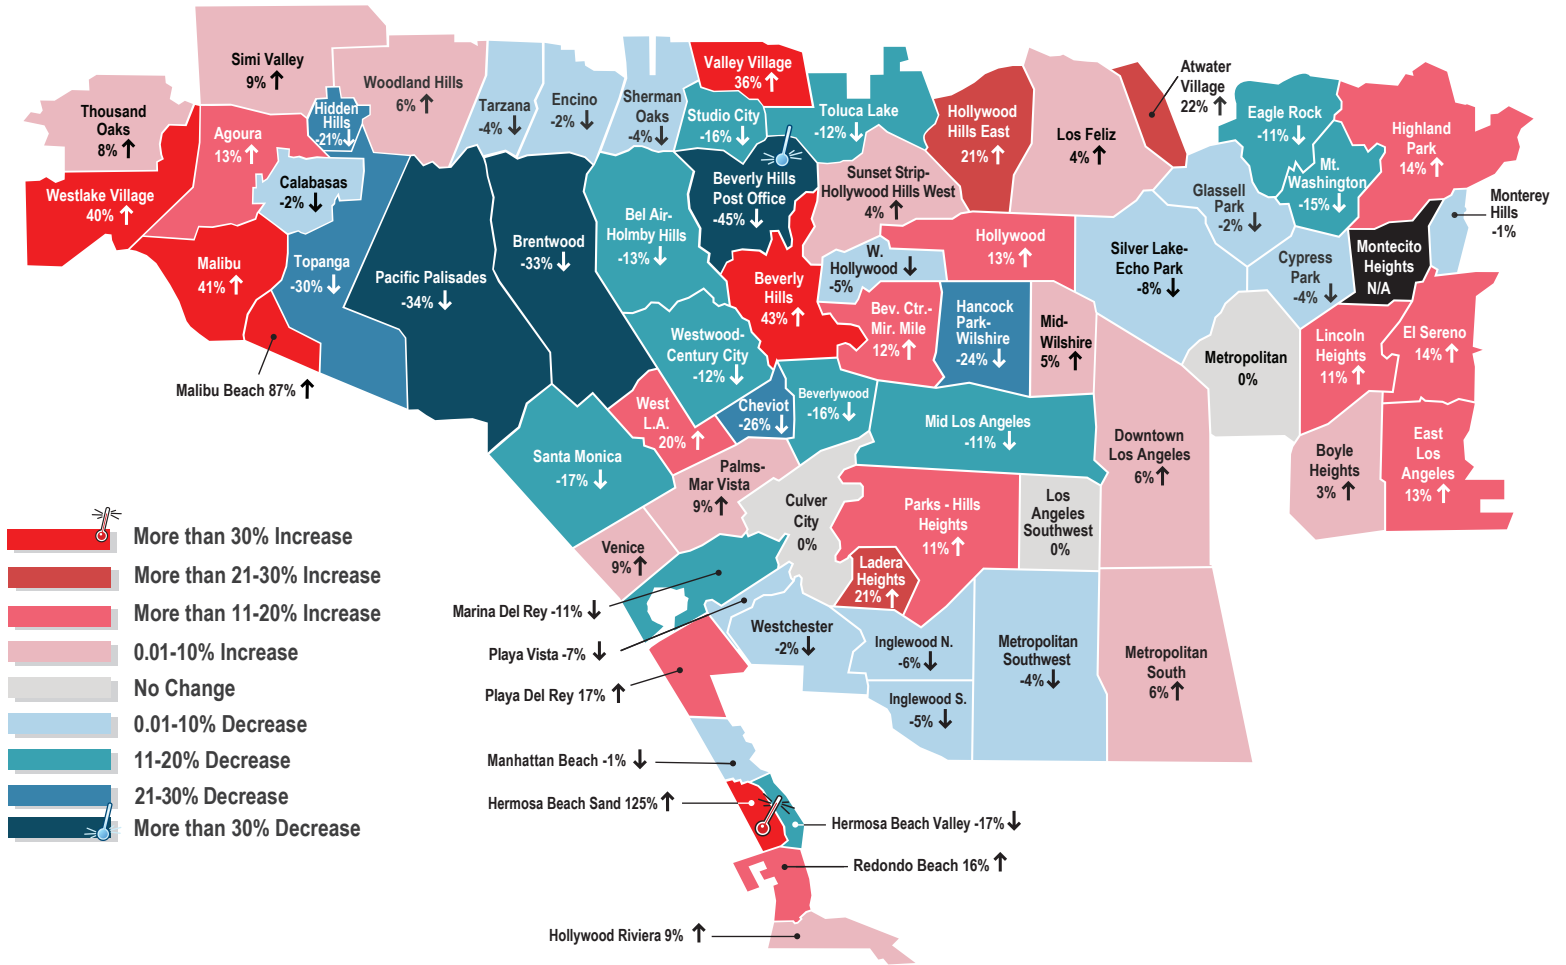 Simi Valley
9%
Woodland Hills
6%
Thousand
Oaks
8%
Hidden
Hills
-21%
Tarzana
-4%
Encino
-2%
Sherman
Oaks
-4%
Valley Village
36%
Studio City
-16%
Toluca Lake
-12%
Hollywood
Hills East
21%
Los Feliz
4%
Atwater
Village
22%
Eagle Rock
-11%
Highland
Park
14%
Mt.
Washington
-15%
Agoura
13%
Westlake Village
40%
Calabasas
-2%
Malibu
41%
Topanga
-30%
Malibu Beach 87%
Pacific Palisades
-34%
Brentwood
-33%
Bel Air-
Holmby Hills
-13%
Beverly Hills
Post Office
-45%
Sunset Strip-
Hollywood Hills West
4%
Glassell
Park
-2%
Monterey
Hills
-1%
Montecito
Heights
N/A
Beverly
Hills
43%
W.
Hollywood
-5%
Hollywood
13%
Silver Lake-
Echo Park
-8%
Cypress
Park
-4%
Westwood-
Century City
-12%
Bev. Ctr.-
Mir. Mile
12%
Hancock
Park-
Wilshire
-24%
Mid-
Wilshire
5%
Metropolitan
0%
Lincoln
Heights
11%
El Sereno
14%
West
L.A.
20%
Cheviot
-26%
Beverlywood
-16%
Mid Los Angeles
-11%
Downtown
Los Angeles
6%
Boyle
Heights
3%
East
Los
Angeles
13%
Santa Monica
-17%
Palms-
Mar Vista
9%
Culver
City
0%
Parks - Hills
Heights
11%
Los
Angeles
Southwest
0%
Venice
9%
Ladera
Heights
21%
Marina Del Rey -11%
Playa Vista -7%
Playa Del Rey 17%
Westchester
-2%
Inglewood N.
-6%
Inglewood S.
-5%
Metropolitan
Southwest
-4%
Metropolitan
South
6%
Manhattan Beach -1%
Hermosa Beach Sand 125%
Hermosa Beach Valley -17%
Redondo Beach 16%
Hollywood Riviera 9%
More than 30% Increase
More than 21-30% Increase
More than 11-20% Increase
0.01-10% Increase
No Change
0.01-10% Decrease
11-20% Decrease
21-30% Decrease
More than 30% Decrease